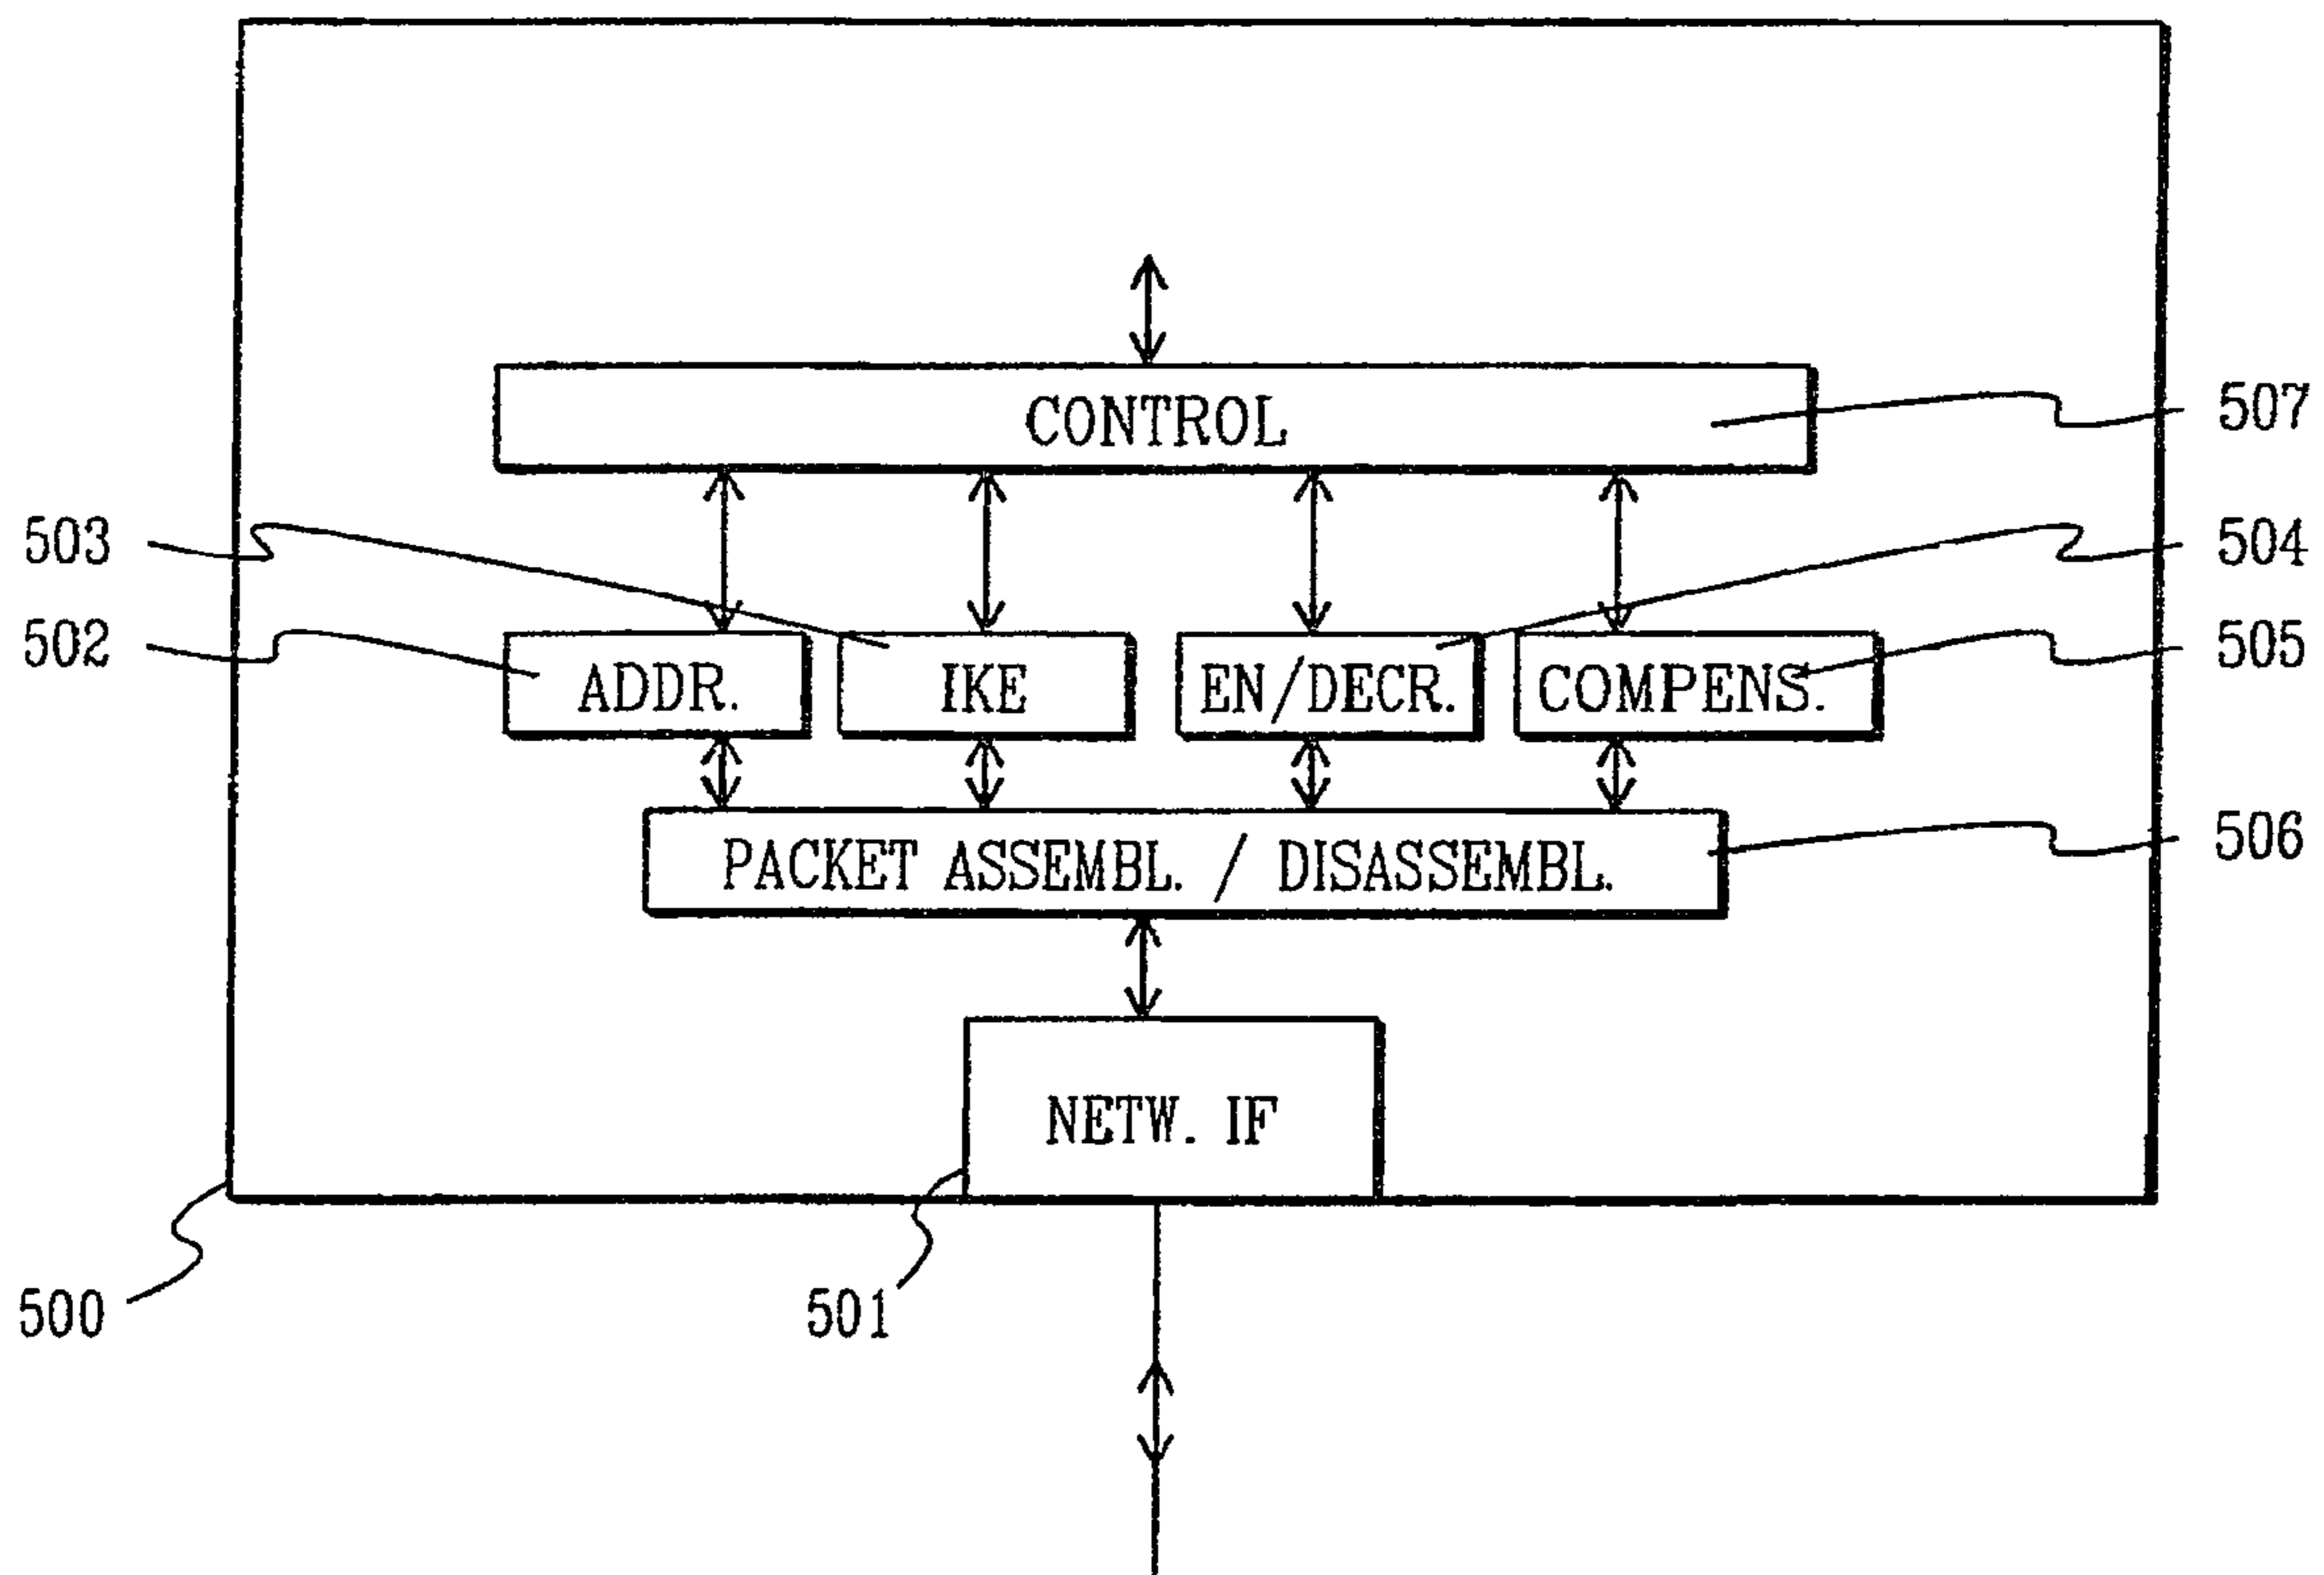 CONTROL
507
503
504
502
ADDR.
IKE
EN/DECR.
COMPENS.
505
PACKET ASSEMBL. / DISASSEMBL.
506
NETW. IF
500
501